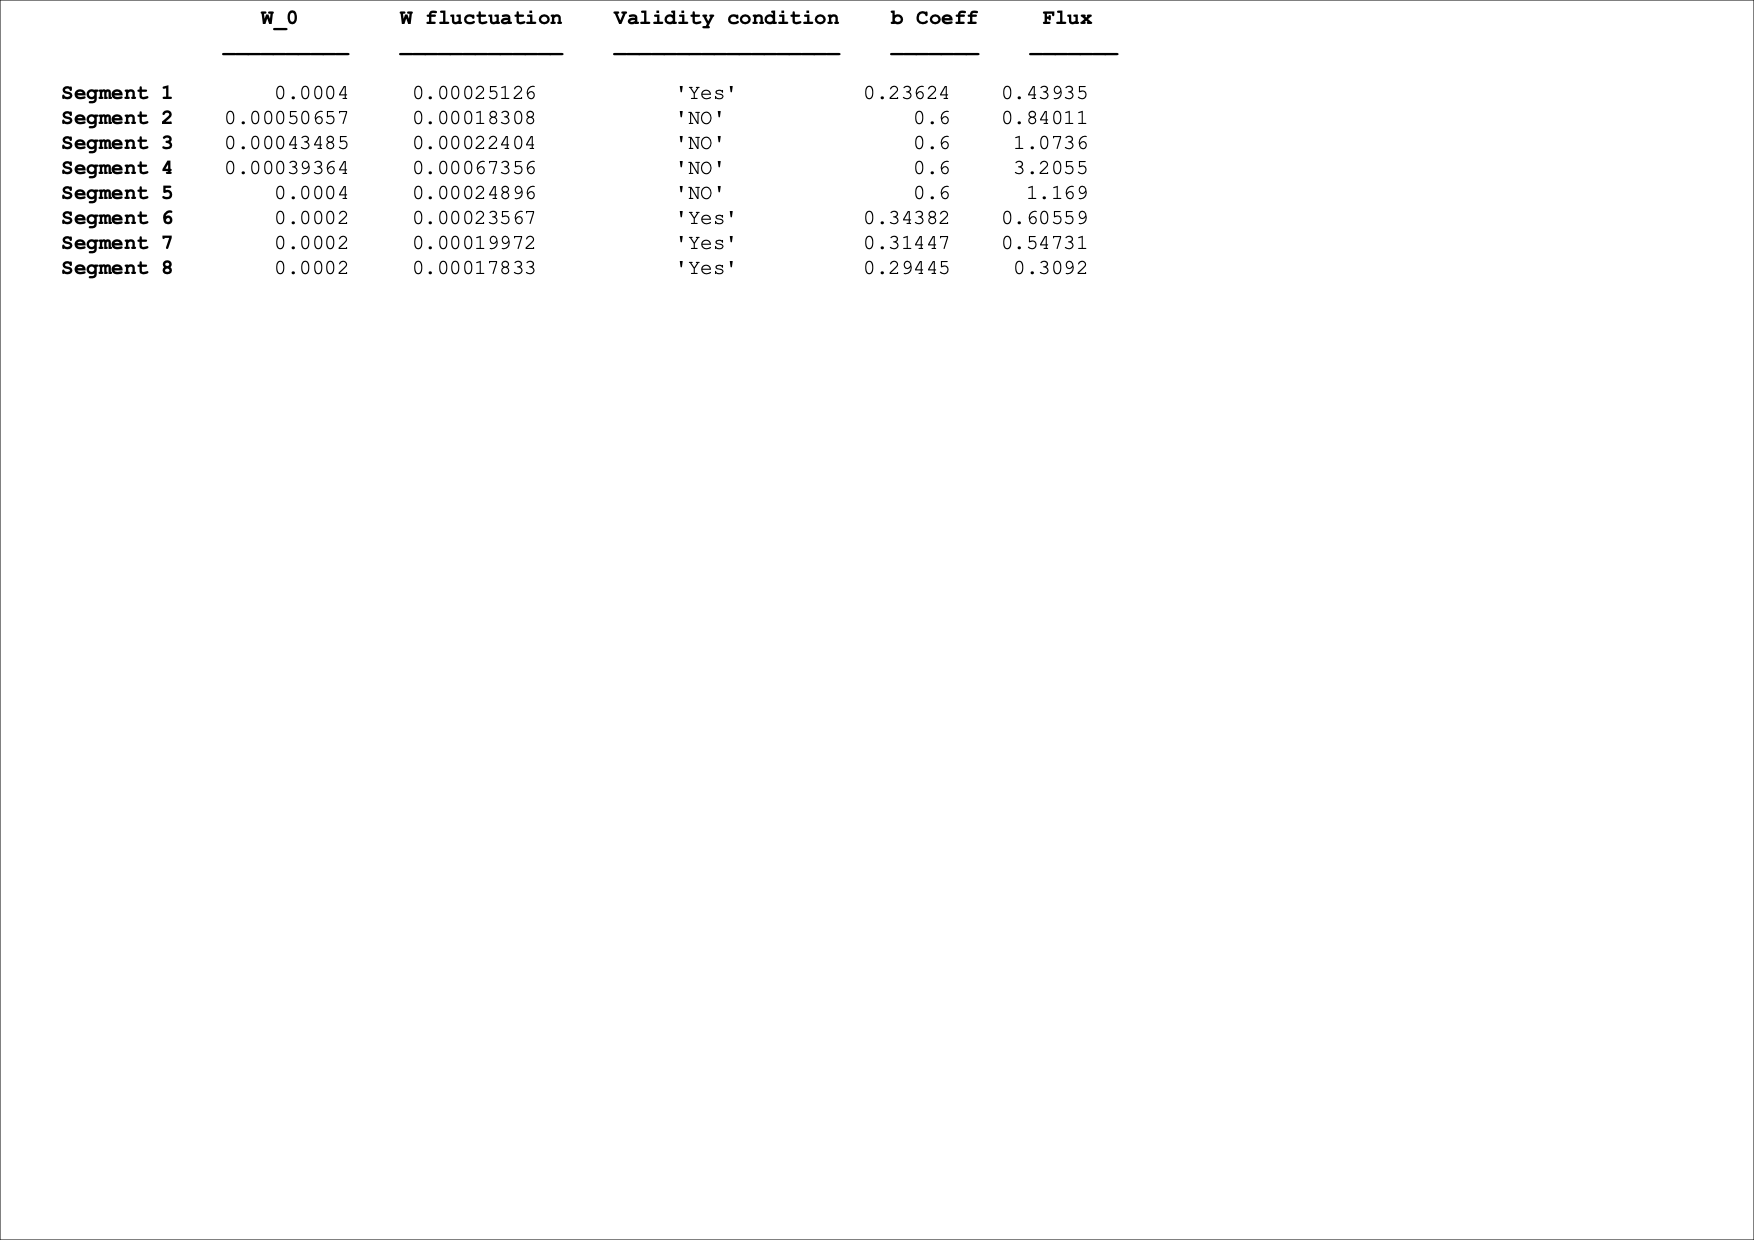 W_0 W fluctuation Validity condition b Coeff Flux
Segment 1 0.0004 0.00025126 'Yes' 0.23624 0.43935
Segment 2 0.00050657 0.00018308 'NO' 0.6 0.84011
Segment 3 0.00043485 0.00022404 'NO' 0.6 1.0736
Segment 4 0.00039364 0.00067356 'NO' 0.6 3.2055
Segment 5 0.0004 0.00024896 'NO' 0.6 1.169
Segment 6 0.0002 0.00023567 'Yes' 0.34382 0.60559
Segment 7 0.0002 0.00019972 'Yes' 0.31447 0.54731
Segment 8 0.0002 0.00017833 'Yes' 0.29445 0.3092